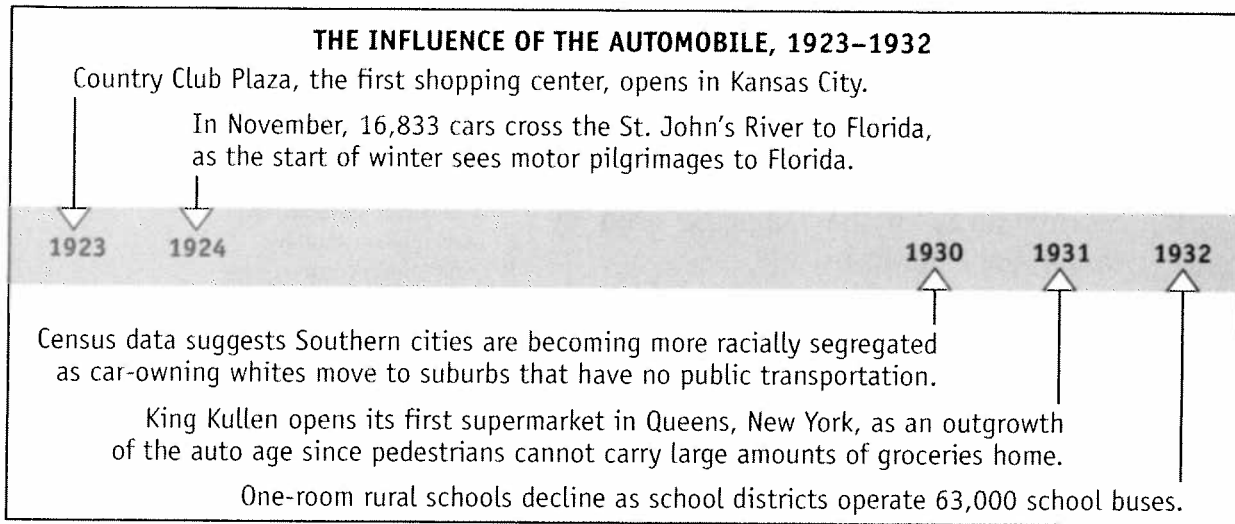 THE INFLUENCE OF THE AUTOMOBILE, 1923–1932
Country Club Plaza, the first shopping center, opens in Kansas City.
In November, 16,833 cars cross the St. John's River to Florida,
as the start of winter sees motor pilgrimages to Florida.
1923 1924 1930 1931 1932
Census data suggests Southern cities are becoming more racially segregated
as car-owning whites move to suburbs that have no public transportation.
King Kullen opens its first supermarket in Queens, New York, as an outgrowth
of the auto age since pedestrians cannot carry large amounts of groceries home.
One-room rural schools decline as school districts operate 63,000 school buses.